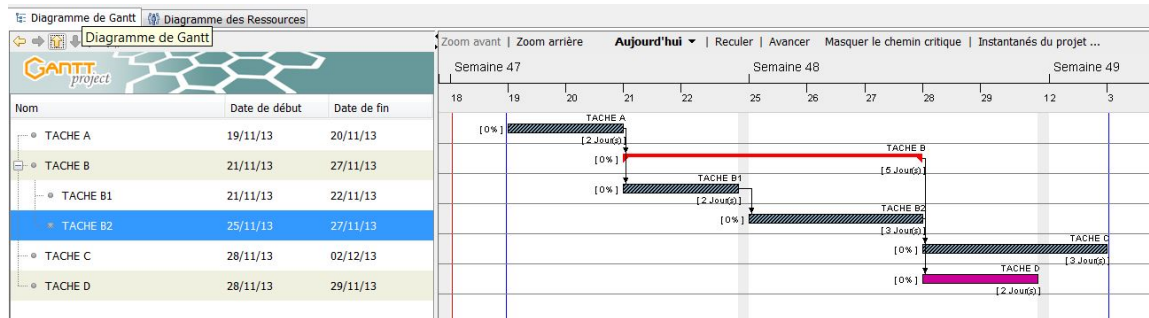 Diagramme de Gantt Diagramme des Ressources
Diagramme de Gantt
Zoom avant | Zoom arrière Aujourd'hui | Reculer | Avancer Masquer le chemin critique | Instantanés du projet ...
GANTT project
Semaine 47 Semaine 48 Semaine 49
18 19 20 21 22 25 26 27 28 29 12 3
Nom Date de début Date de fin
TACHE A 19/11/13 20/11/13
[0%] TACHE A
[2 Jour(s)]
TACHE B 21/11/13 27/11/13
[0%] TACHE B
[5 Jour(s)]
TACHE B1 21/11/13 22/11/13
[0%] TACHE B1
[2 Jour(s)]
TACHE B2 25/11/13 27/11/13
[0%] TACHE B2
[3 Jour(s)]
TACHE C 28/11/13 02/12/13
[0%] TACHE C
[3 Jour(s)]
TACHE D 28/11/13 29/11/13
[0%] TACHE D
[2 Jour(s)]